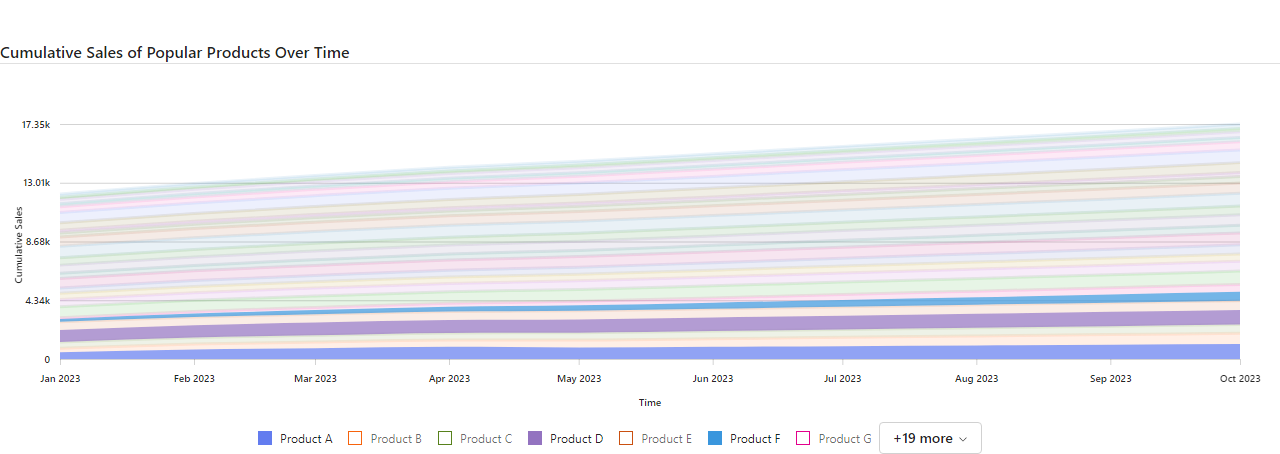 Cumulative Sales of Popular Products Over Time
17.35k
13.01k
8.68k
4.34k
0
Cumulative Sales
Jan 2023 Feb 2023 Mar 2023 Apr 2023 May 2023 Jun 2023 Jul 2023 Aug 2023 Sep 2023 Oct 2023
Time
Product A Product B Product C Product D Product E Product F Product G +19 more